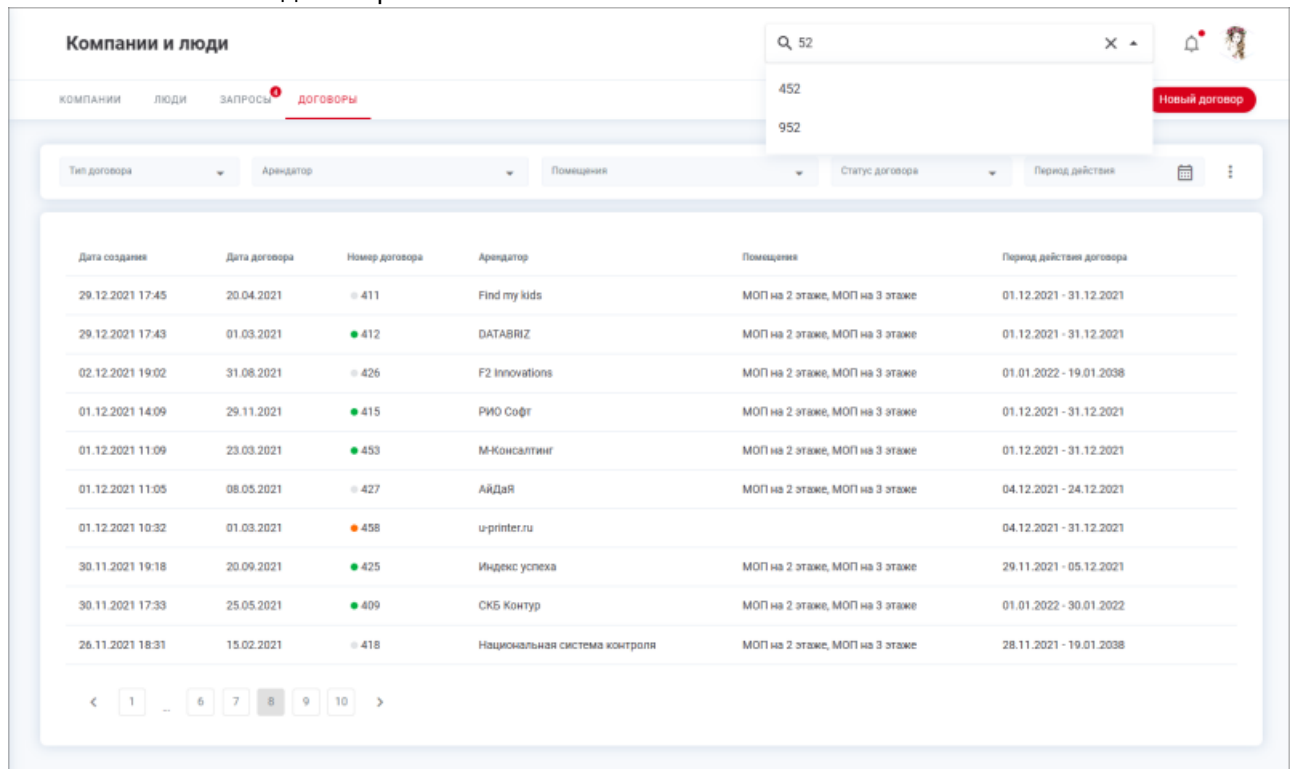 Компании и люди
52
452
952
КОМПАНИИ ЛЮДИ ЗАПРОСЫ 4 ДОГОВОРЫ
Новый договор
Тип договора Арендатор Помещения Статус договора Период действия
Дата создания Дата договора Номер договора Арендатор Помещения Период действия договора
29.12.2021 17:45 20.04.2021 411 Find my kids МОП на 2 этаже, МОП на 3 этаже 01.12.2021 - 31.12.2021
29.12.2021 17:43 01.03.2021 412 DATABRIZ МОП на 2 этаже, МОП на 3 этаже 01.12.2021 - 31.12.2021
02.12.2021 19:02 31.08.2021 426 F2 Innovations МОП на 2 этаже, МОП на 3 этаже 01.01.2022 - 19.01.2038
01.12.2021 14:09 29.11.2021 415 РИО Софт МОП на 2 этаже, МОП на 3 этаже 01.12.2021 - 31.12.2021
01.12.2021 11:09 23.03.2021 453 М-Консалтинг МОП на 2 этаже, МОП на 3 этаже 01.12.2021 - 31.12.2021
01.12.2021 11:05 08.05.2021 427 АйДаЯ МОП на 2 этаже, МОП на 3 этаже 04.12.2021 - 24.12.2021
01.12.2021 10:32 01.03.2021 458 u-printer.ru 04.12.2021 - 31.12.2021
30.11.2021 19:18 20.09.2021 425 Индекс успеха МОП на 2 этаже, МОП на 3 этаже 29.11.2021 - 05.12.2021
30.11.2021 17:33 25.05.2021 409 СКБ Контур МОП на 2 этаже, МОП на 3 этаже 01.01.2022 - 30.01.2022
26.11.2021 18:31 15.02.2021 418 Национальная система контроля МОП на 2 этаже, МОП на 3 этаже 28.11.2021 - 19.01.2038
1 ... 6 7 8 9 10